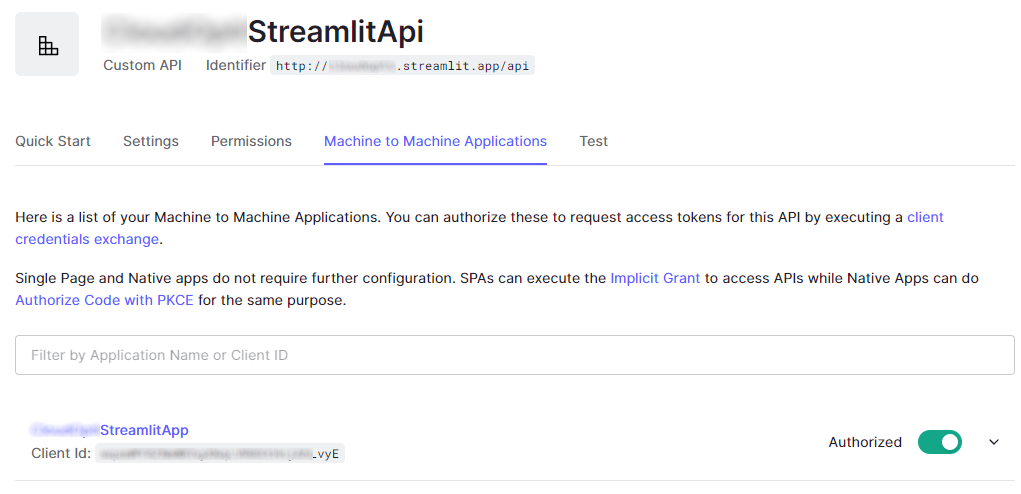 StreamlitApi
Custom API Identifier http:// .streamlit.app/api
Quick Start Settings Permissions Machine to Machine Applications Test
Here is a list of your Machine to Machine Applications. You can authorize these to request access tokens for this API by executing a client
credentials exchange.
Single Page and Native apps do not require further configuration. SPAs can execute the Implicit Grant to access APIs while Native Apps can do
Authorize Code with PKCE for the same purpose.
Filter by Application Name or Client ID
StreamlitApp
Authorized
Client Id: vyE